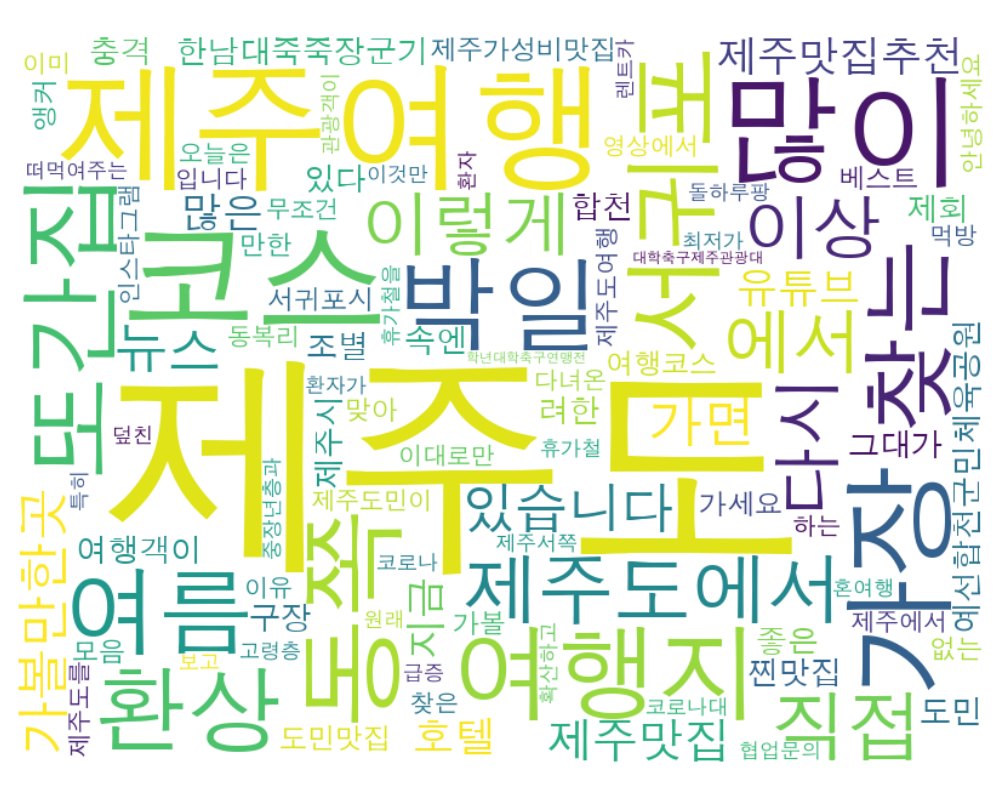 이미
충격
한남대죽죽장군기
제주가성비맛집
제주맛집추천
앵커
제주여행
관광객이
렌트카
서귀포
많이
안녕하세요
영상에서
떠먹여주는
오늘은
입니다
있다
이것만
환자
돌하루팡
베스트
많은
무조건
이렇게
합천
이상
제회
먹방
또간집
인스타그램
만한
코스
박일
최저가
대학축구제주관광대
서귀포시
휴가철을
제주도여행
유튜브
찾는
뉴스
동복리
조별
속엔
에서
학년대학축구연맹전
여행코스
제주도
환자가
다녀온
맞아
려한
가면
다시
그대가
덮친
제주시
이대로만
휴가철
예산합천군민체육공원
특히
중장년층과
제주도민이
있습니다
가세요
하는
가장
가볼만한곳
여행객이
쪽
제주서쪽
여름
이유
코로나
제주도에서
혼여행
구장
지금
원래
가볼
제주에서
모음
보고
고령층
동
급증
여행지
확산하고
좋은
찐맛집
없는
제주도를
환상
찾은
코로나대
직접
도민
도민맛집
호텔
제주맛집
협업문의